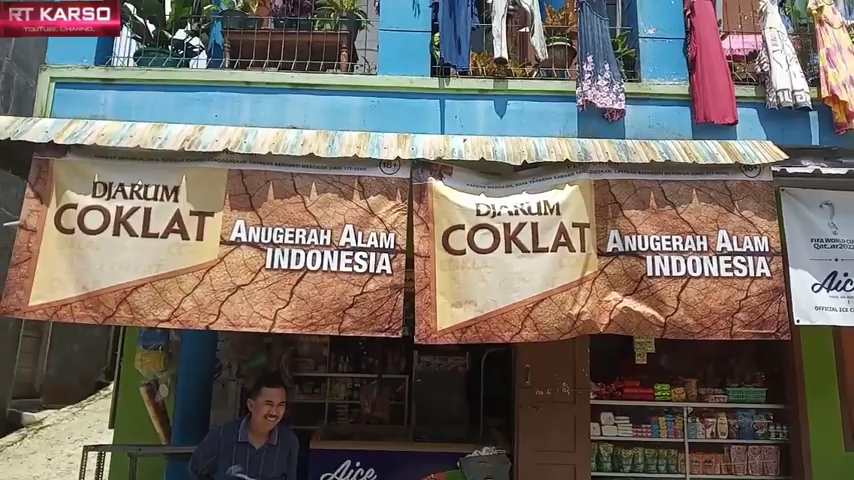 RT KARSO
YouTube Channel
18+
DJARUM
COKLAT
ANUGERAH ALAM
INDONESIA
DJARUM
COKLAT
ANUGERAH ALAM
INDONESIA
FIFA WORLD CUP
Qatar2022
Aice
OFFICIAL ICE
Aice